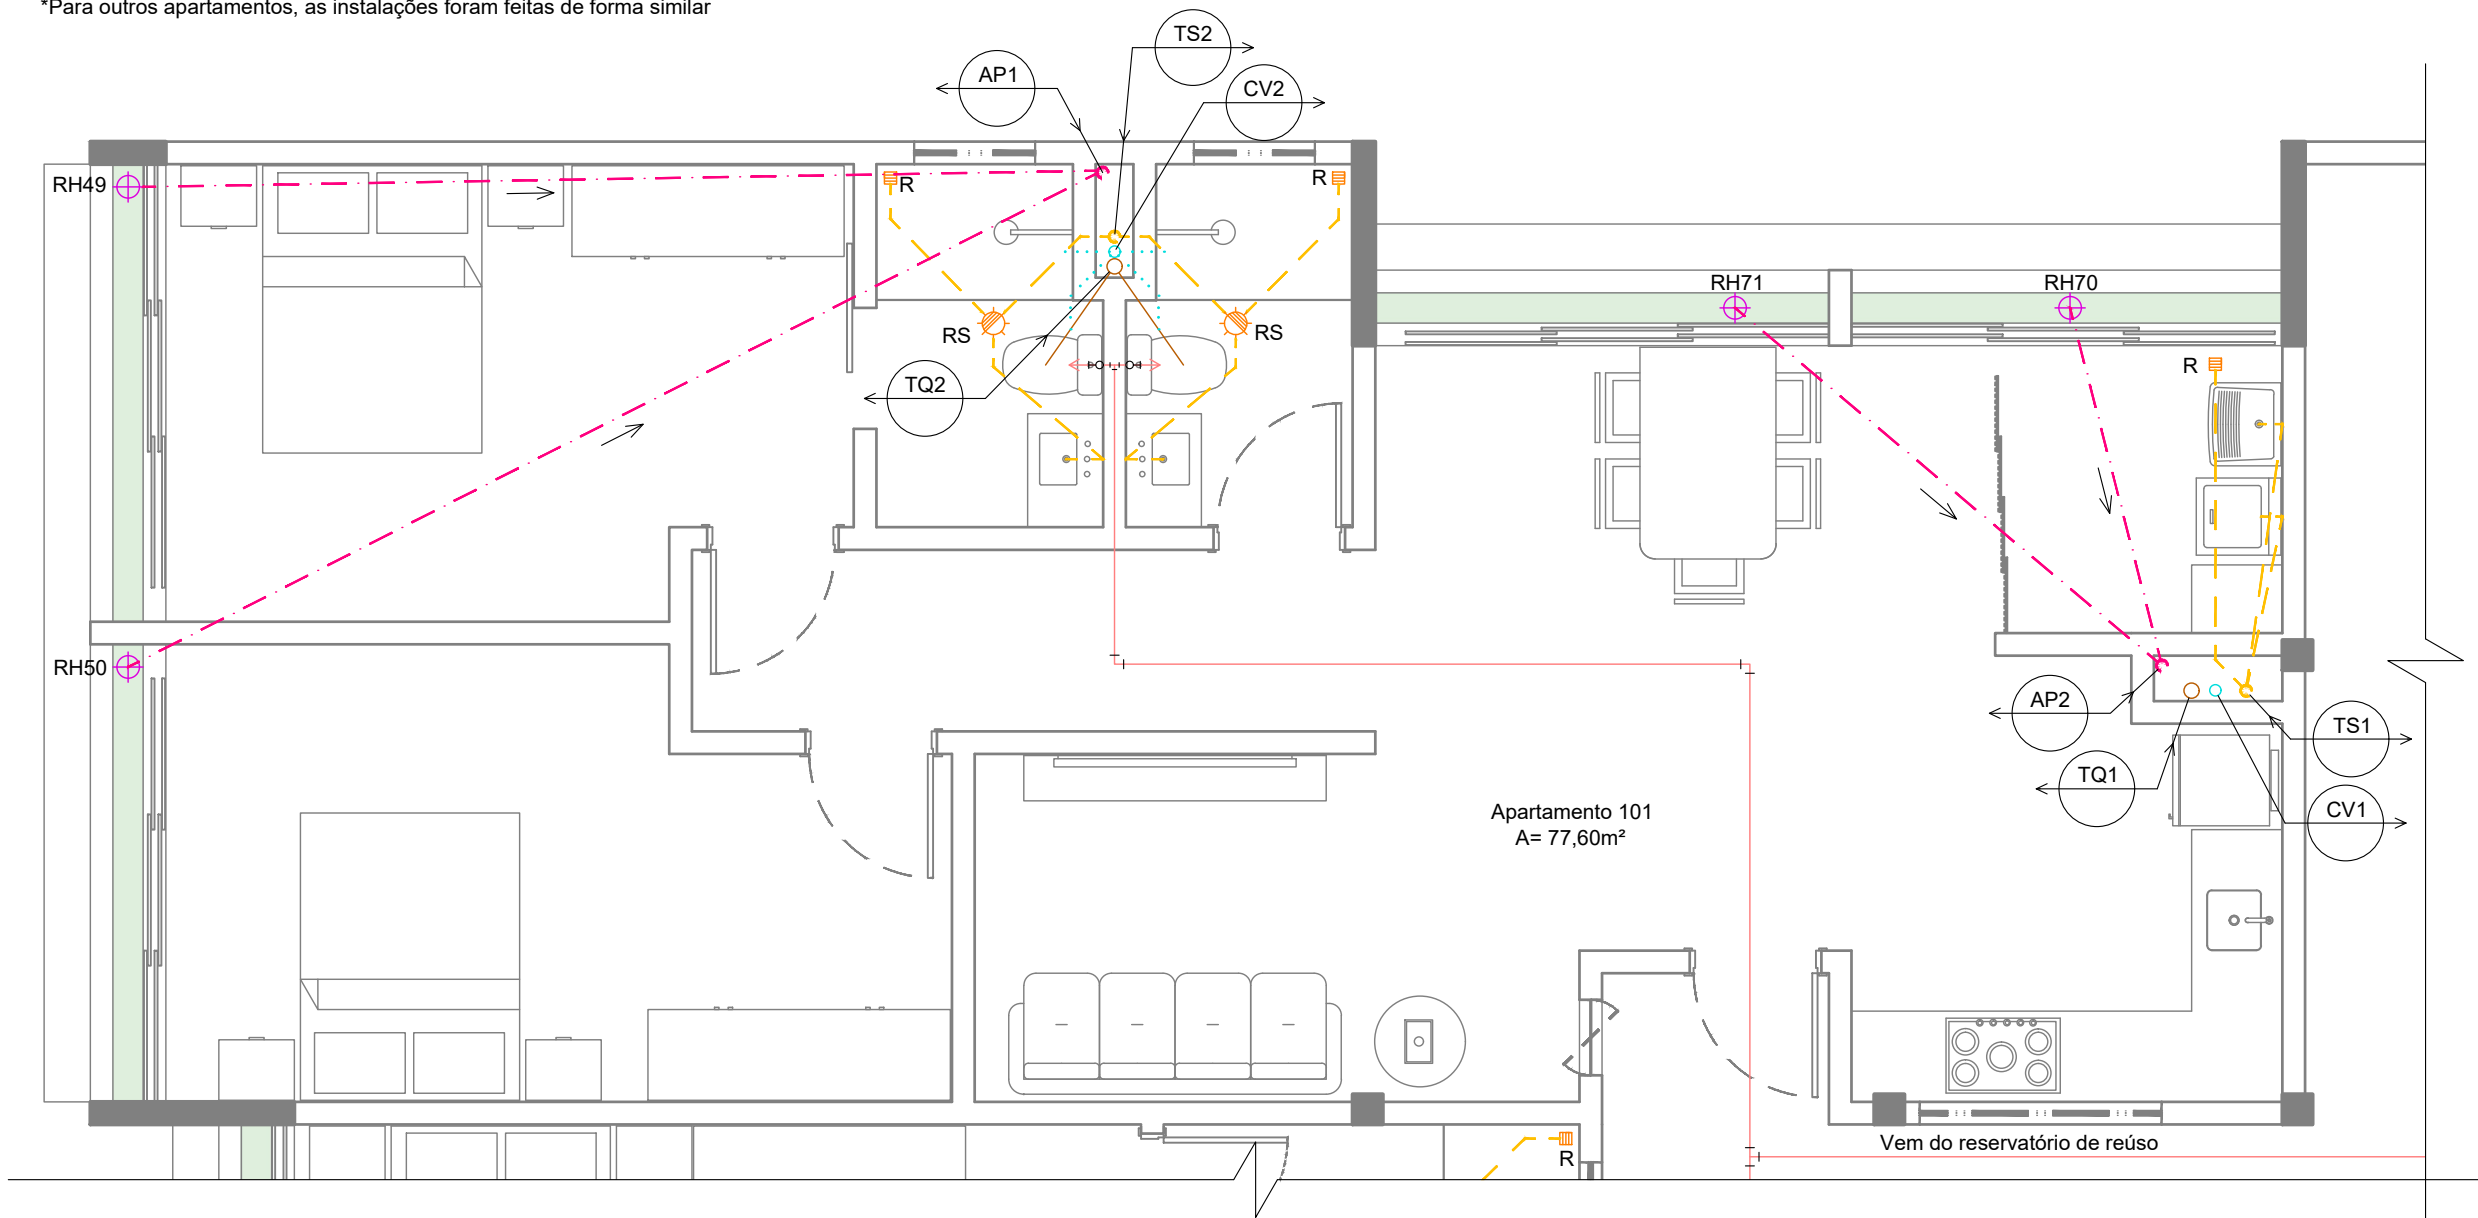 *Para outros apartamentos, as instalações foram feitas de forma similar
TS2
AP1
CV2
RH49
R
R
RH71
RH70
RS
RS
R
TQ2
RH50
AP2
TS1
TQ1
CV1
Apartamento 101
A= 77,60m²
Vem do reservatório de reúso
R